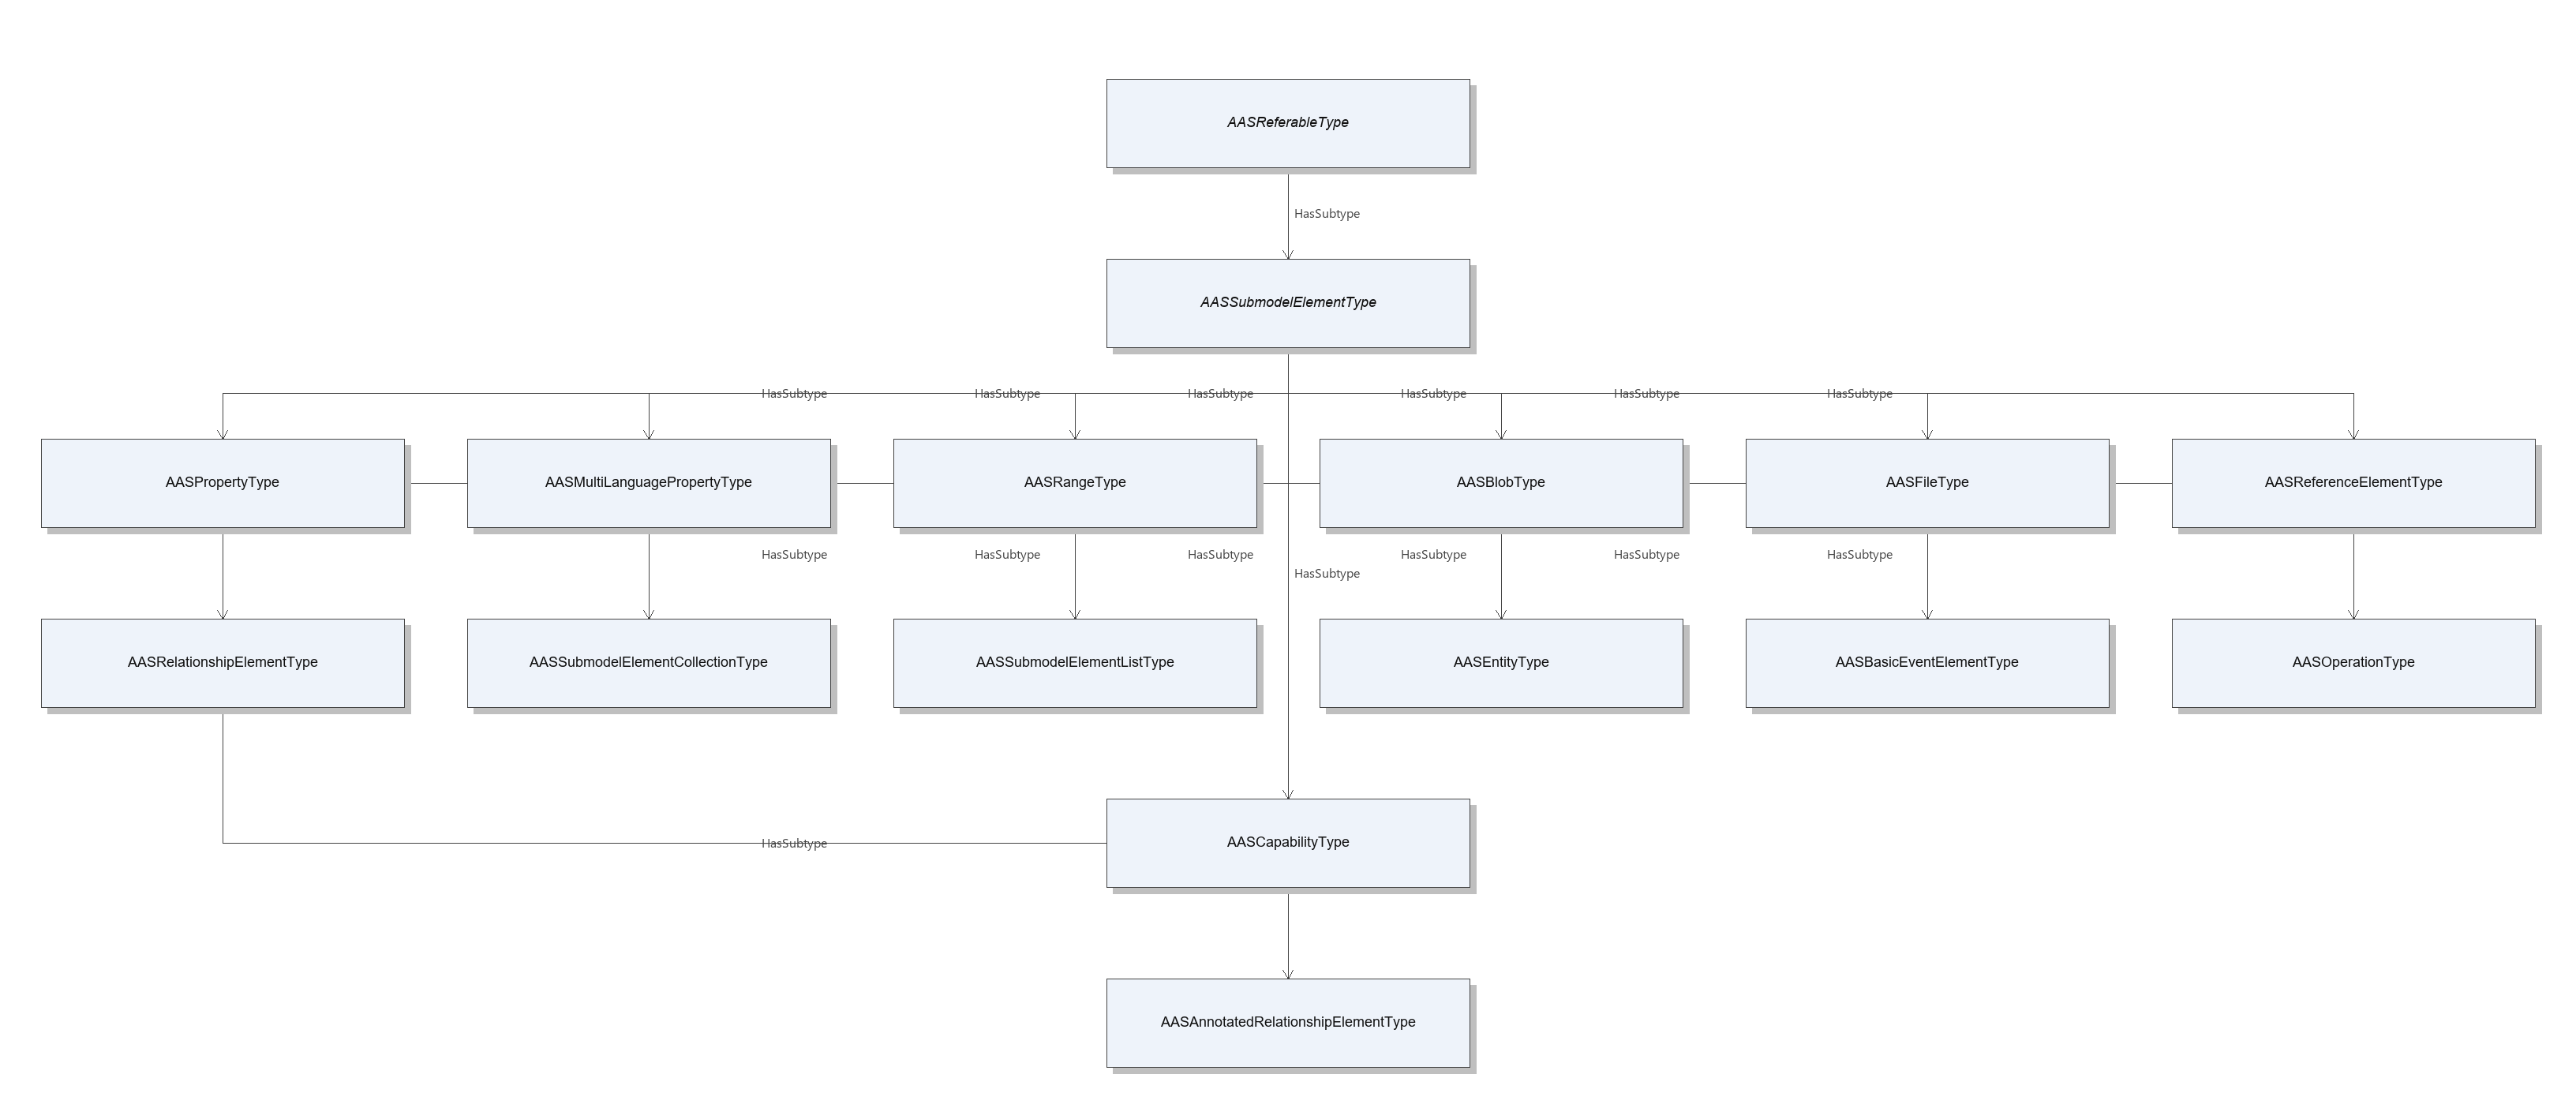 AASReferableType
HasSubtype
AASSubmodelElementType
HasSubtype
HasSubtype
HasSubtype
HasSubtype
HasSubtype
HasSubtype
AASPropertyType
AASMultiLanguagePropertyType
AASRangeType
AASBlobType
AASFileType
AASReferenceElementType
HasSubtype
HasSubtype
HasSubtype
HasSubtype
HasSubtype
HasSubtype
HasSubtype
AASRelationshipElementType
AASSubmodelElementCollectionType
AASSubmodelElementListType
AASEntityType
AASBasicEventElementType
AASOperationType
HasSubtype
AASCapabilityType
AASAnnotatedRelationshipElementType